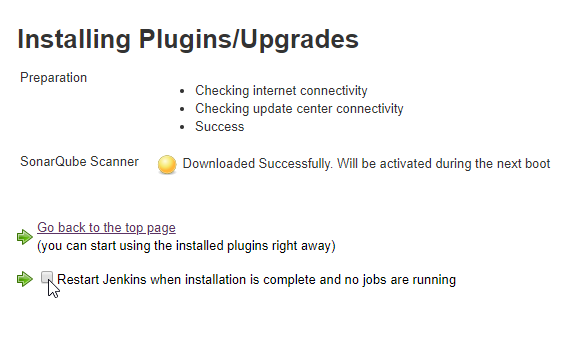 Installing Plugins/Upgrades
Preparation
Checking internet connectivity
Checking update center connectivity
Success
SonarQube Scanner Downloaded Successfully. Will be activated during the next boot
Go back to the top page
(you can start using the installed plugins right away)
Restart Jenkins when installation is complete and no jobs are running